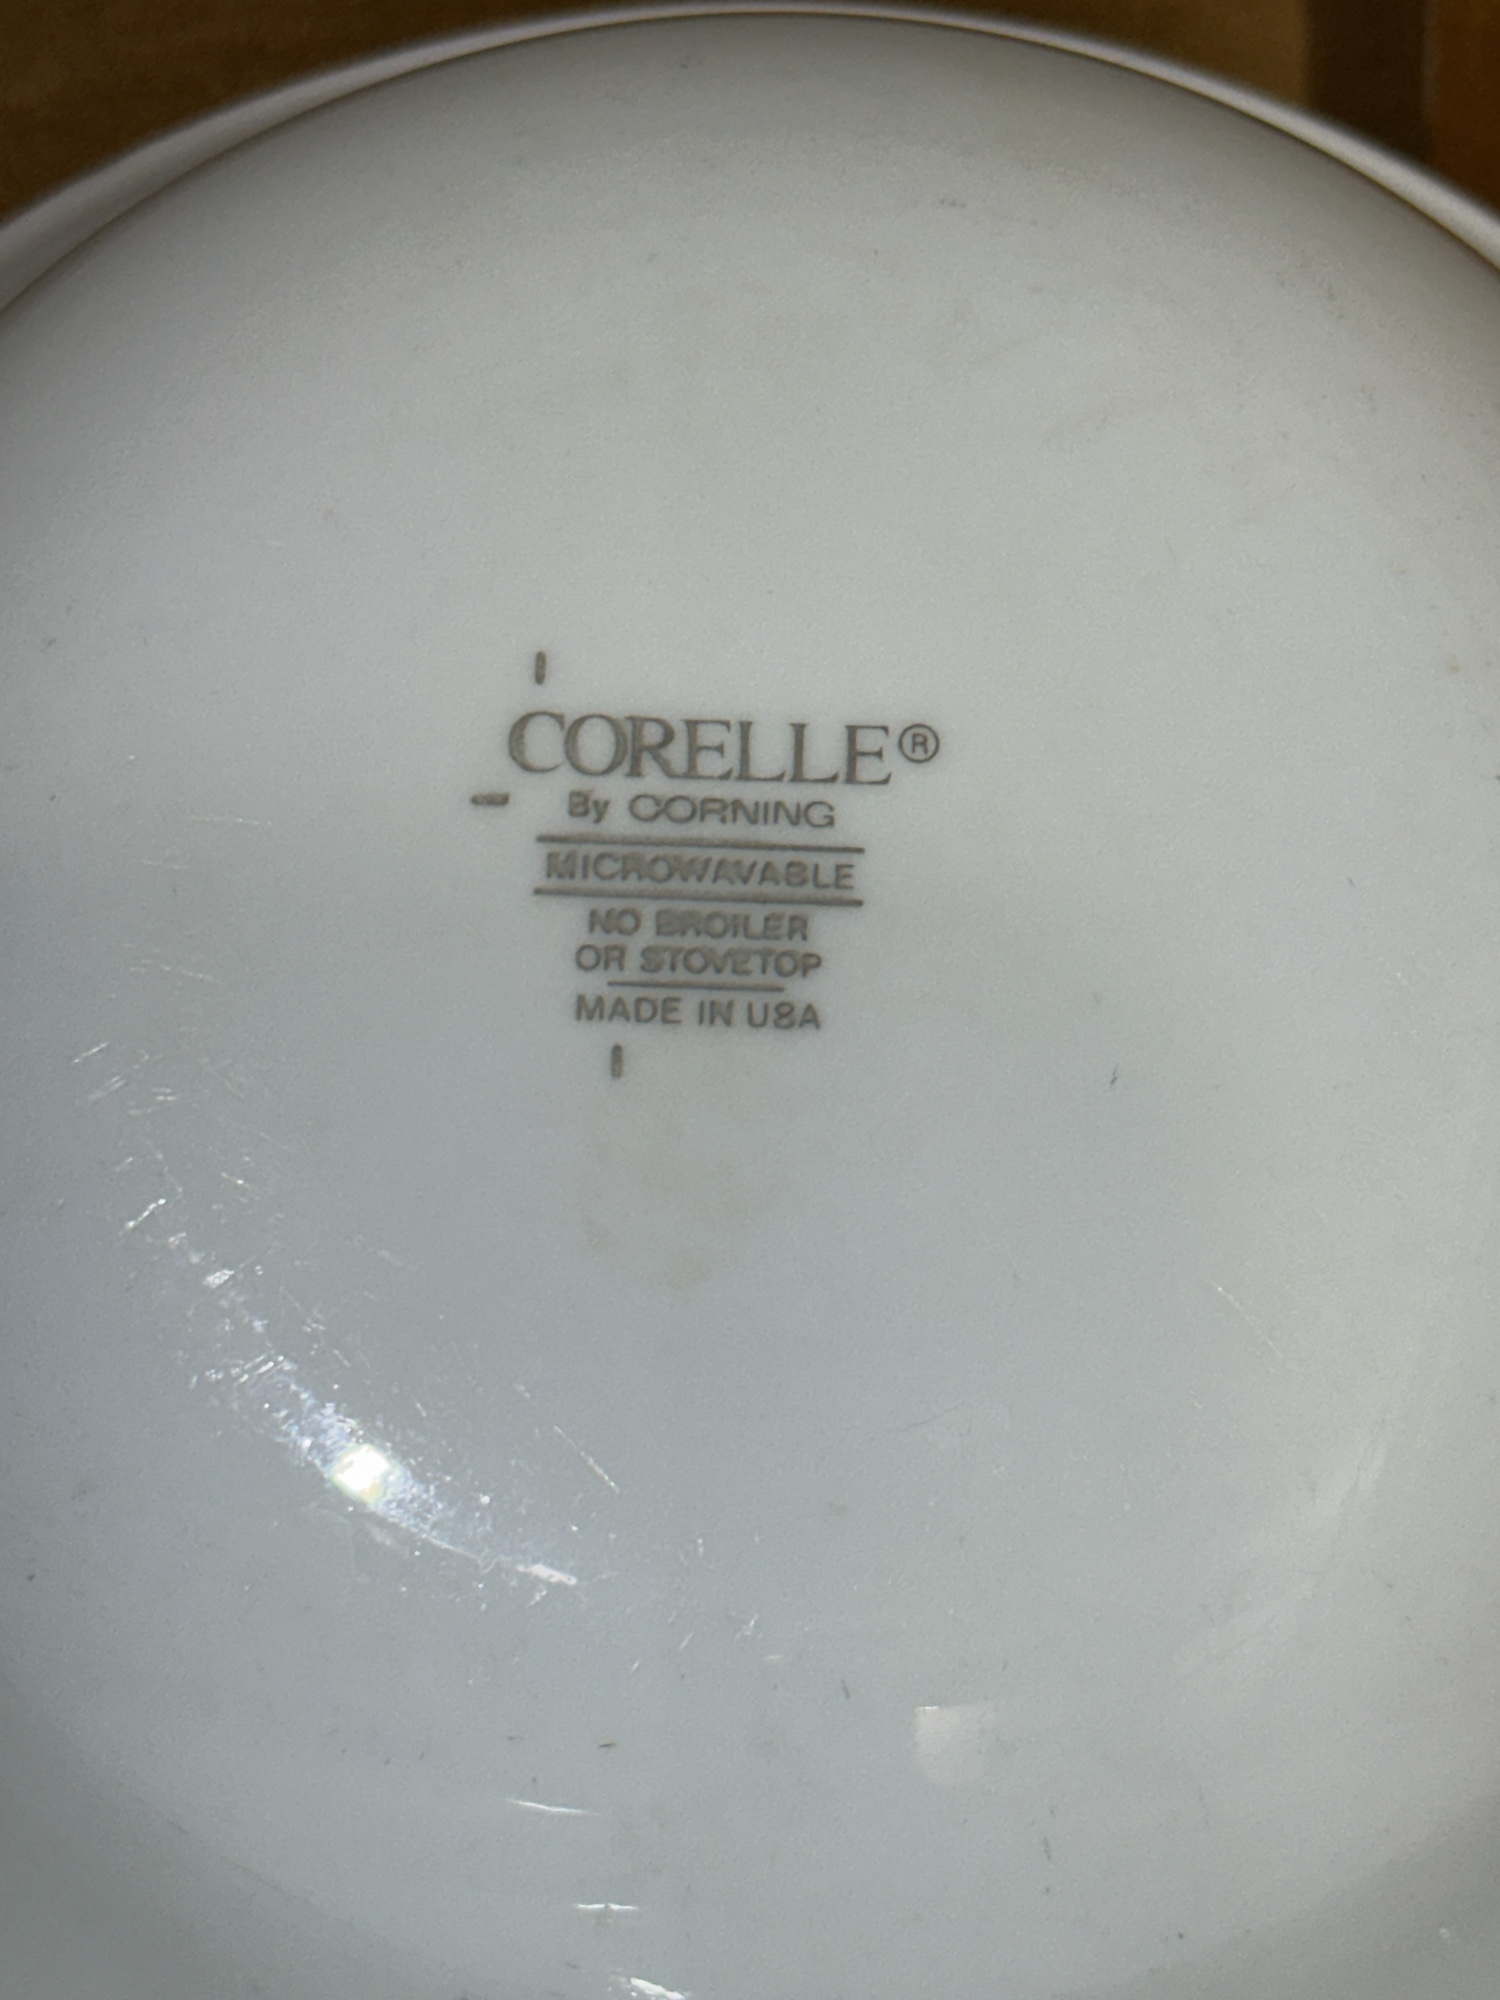 CORELLE®
By CORNING
MICROWAVABLE
NO BROILER
OR STOVETOP
MADE IN USA